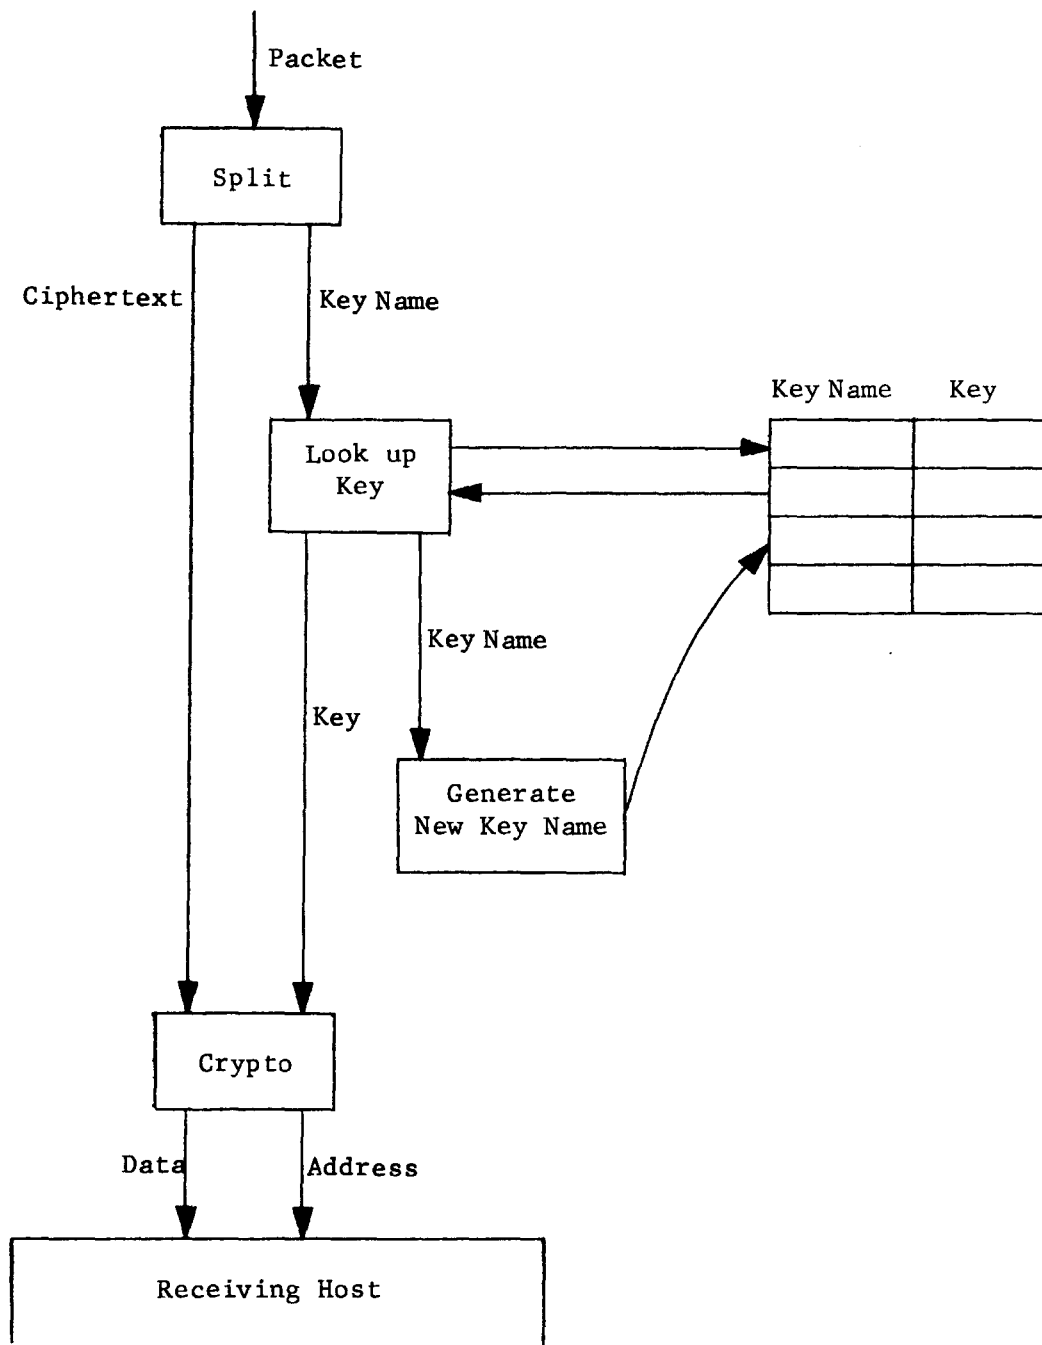 Packet
Split
Ciphertext
Key Name
Key Name
Key
Look up
Key
Key Name
Key
Generate
New Key Name
Crypto
Data
Address
Receiving Host